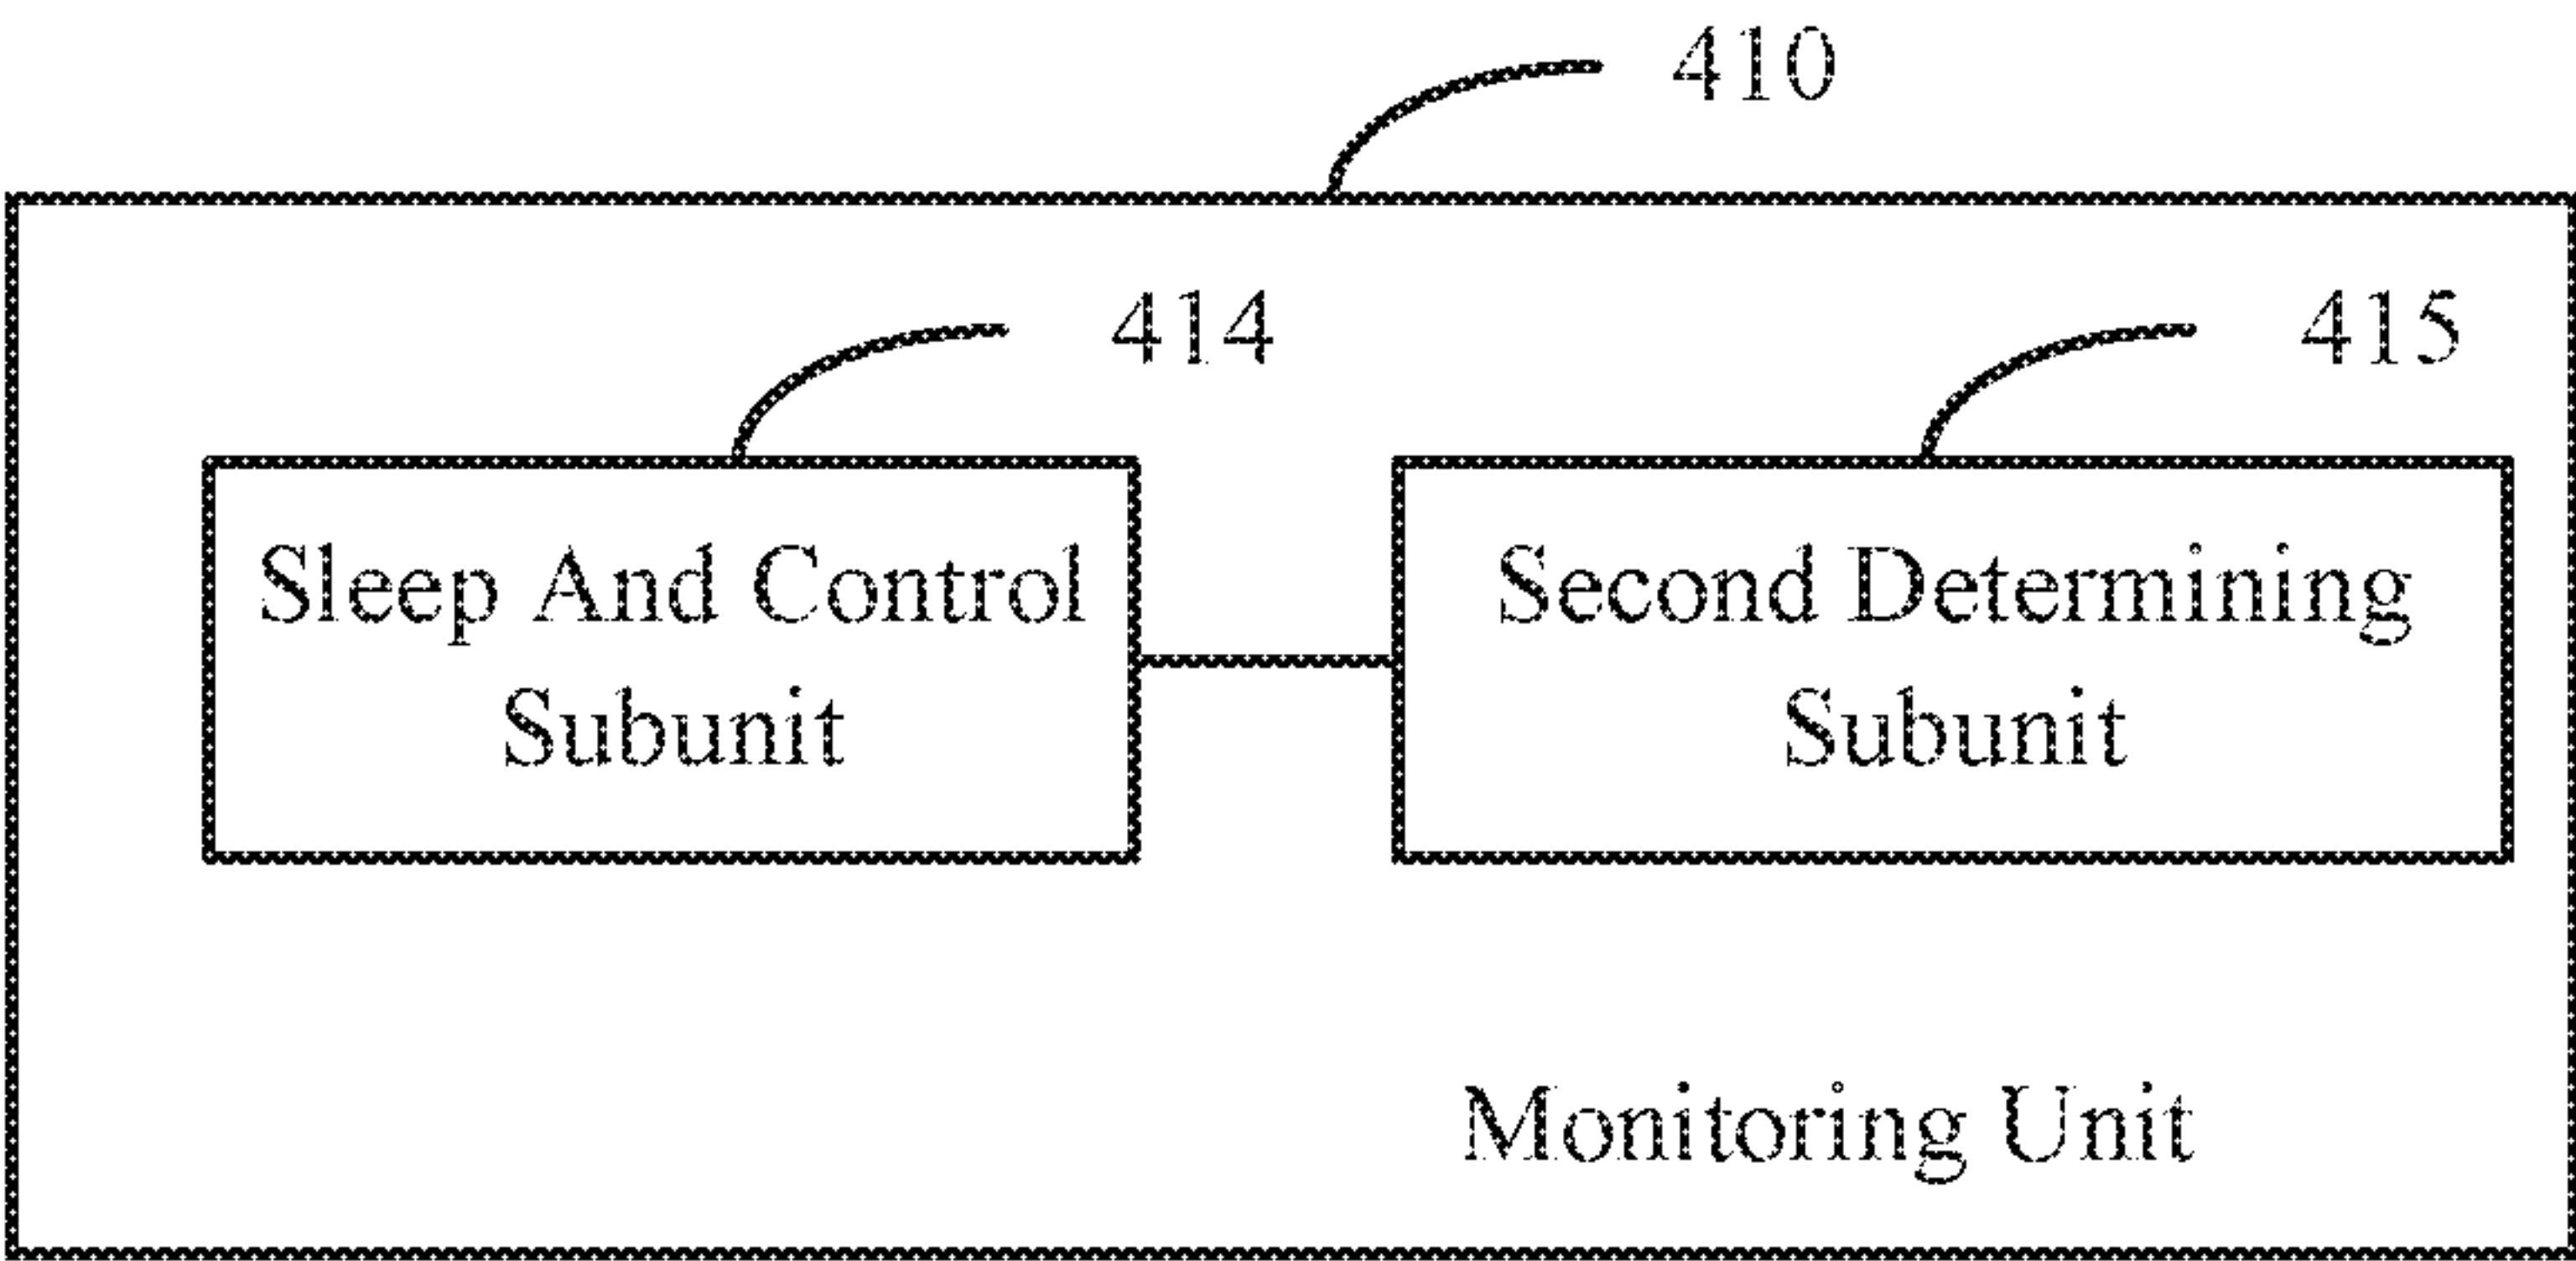 410
414
415
Sleep And Control
Subunit
Second Determining
Subunit
Monitoring Unit